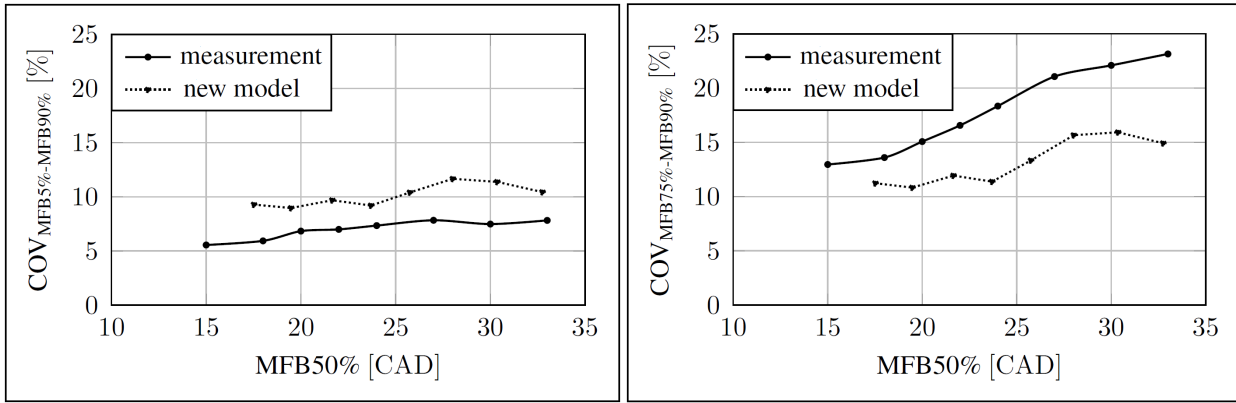 COV_MFB5%-MFB90% [%]
25
20
15
10
5
0
measurement
new model
10 15 20 25 30 35
MFB50% [CAD]
COV_MFB75%-MFB90% [%]
25
20
15
10
5
0
measurement
new model
10 15 20 25 30 35
MFB50% [CAD]